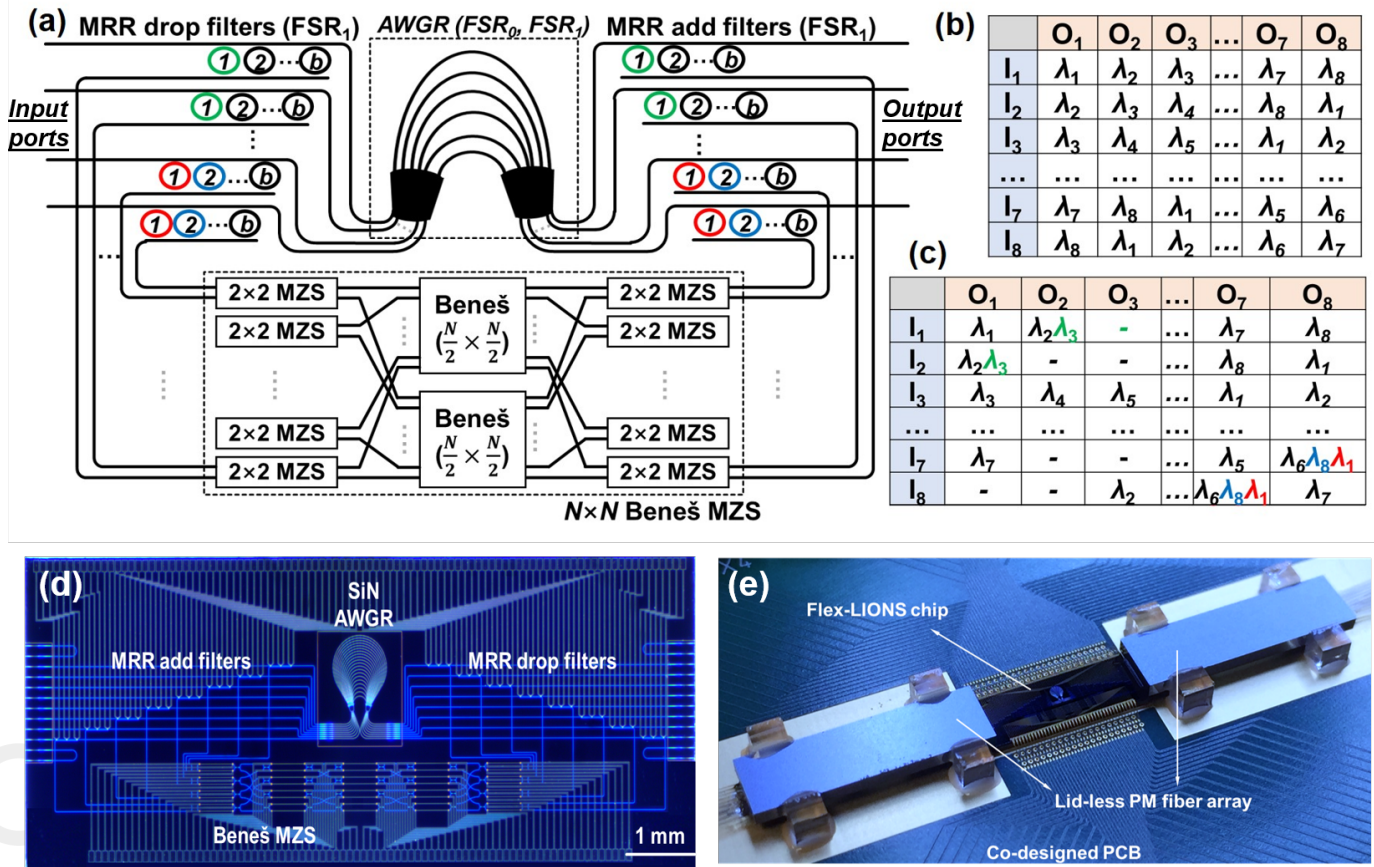 (a) MRR drop filters (FSR₁) AWGR (FSR₀, FSR₁) MRR add filters (FSR₁)
1 2 ... b 1 2 ... b
Input ports
1 2 ... b 1 2 ... b
Output ports
1 2 ... b 1 2 ... b
1 2 ... b 1 2 ... b
... ...
2×2 MZS Beneš (N/2 × N/2) 2×2 MZS
2×2 MZS 2×2 MZS
2×2 MZS Beneš (N/2 × N/2) 2×2 MZS
2×2 MZS 2×2 MZS
N×N Beneš MZS
(b)
O₁ O₂ O₃ ... O₇ O₈
I₁ λ₁ λ₂ λ₃ ... λ₇ λ₈
I₂ λ₂ λ₃ λ₄ ... λ₈ λ₁
I₃ λ₃ λ₄ λ₅ ... λ₁ λ₂
... ... ... ... ... ... ...
I₇ λ₇ λ₈ λ₁ ... λ₅ λ₆
I₈ λ₈ λ₁ λ₂ ... λ₆ λ₇
(c)
O₁ O₂ O₃ ... O₇ O₈
I₁ λ₁ λ₂λ₃ - ... λ₇ λ₈
I₂ λ₂λ₃ - - ... λ₈ λ₁
I₃ λ₃ λ₄ λ₅ ... λ₁ λ₂
... ... ... ... ... ... ...
I₇ λ₇ - - ... λ₅ λ₆λ₈λ₁
I₈ - - λ₂ ... λ₆λ₈λ₁ λ₇
(d)
SiN
AWGR
MRR add filters MRR drop filters
Beneš MZS
1 mm
(e)
Flex-LIONS chip
Lid-less PM fiber array
Co-designed PCB